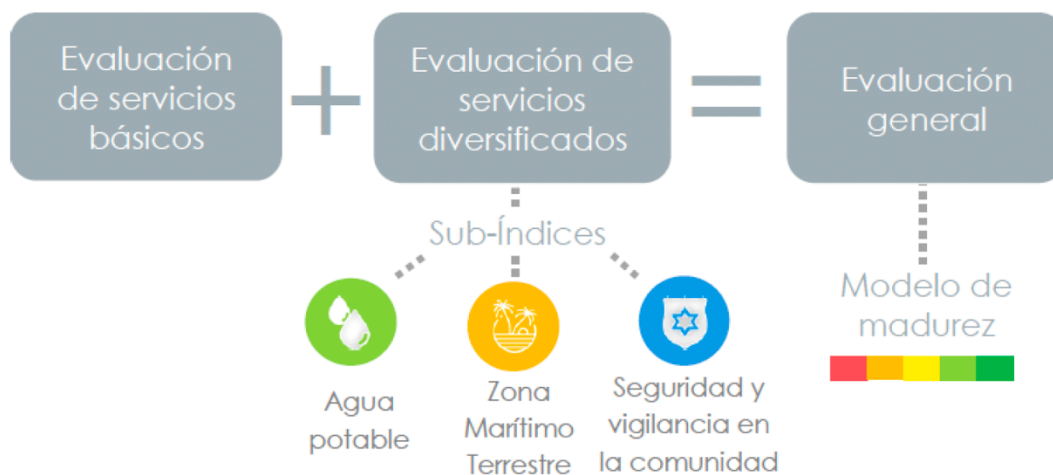 Evaluación
de servicios
básicos
+
Evaluación de
servicios
diversificados
=
Evaluación
general
Sub-Índices
Agua
potable
Zona
Marítimo
Terrestre
Seguridad y
vigilancia en
la comunidad
Modelo de
madurez